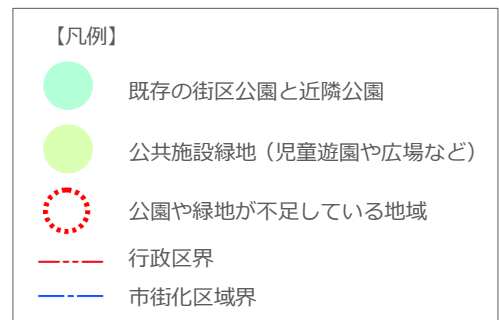 【凡例】
既存の街区公園と近隣公園
公共施設緑地（児童遊園や広場など）
公園や緑地が不足している地域
行政区界
市街化区域界